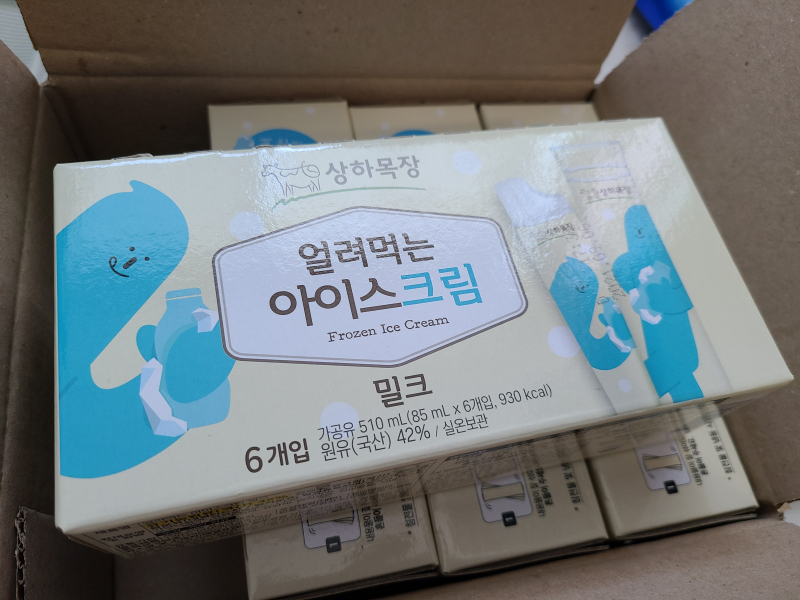 상하목장
얼려먹는
아이스크림
Frozen Ice Cream
밀크
6개입
가공유 510 mL(85 mL x 6개입, 930 kcal)
원유(국산) 42% / 실온보관